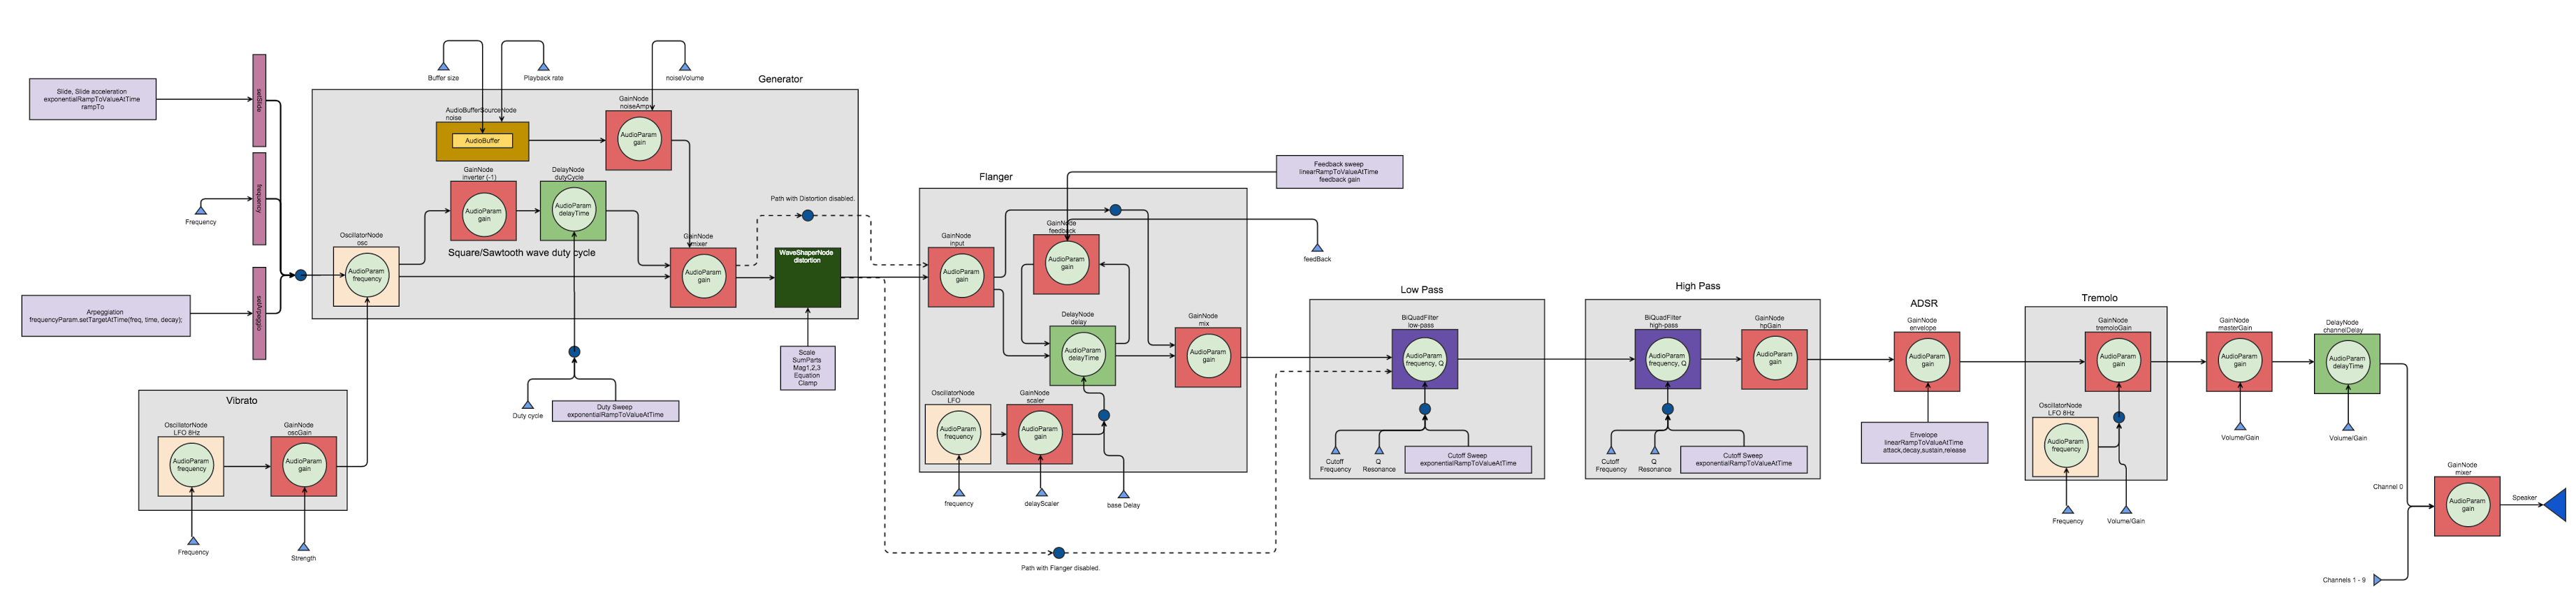 Slide, Slide acceleration
exponentialRampToValueAtTime
rampTo
setSlide
frequency
Frequency
setArpeggio
Arpeggiation
frequencyParam.setTargetAtTime(freq, time, decay);
Vibrato
OscillatorNode
LFO 8Hz
AudioParam
frequency
GainNode
oscGain
AudioParam
gain
Frequency
Strength
Generator
Buffer size
Playback rate
noiseVolume
AudioBufferSourceNode
noise
AudioBuffer
GainNode
noiseAmp
AudioParam
gain
GainNode
inverter (-1)
AudioParam
gain
DelayNode
dutyCycle
AudioParam
delayTime
Square/Sawtooth wave duty cycle
OscillatorNode
osc
AudioParam
frequency
GainNode
mixer
AudioParam
gain
Path with Distortion disabled.
WaveShaperNode
distortion
Scale
SumParts
Mag1,2,3
Equation
Clamp
Duty cycle
Duty Sweep
exponentialRampToValueAtTime
Flanger
GainNode
input
AudioParam
gain
GainNode
feedback
AudioParam
gain
Feedback sweep
linearRampToValueAtTime
feedback gain
feedBack
DelayNode
delay
AudioParam
delayTime
GainNode
mix
AudioParam
gain
OscillatorNode
LFO
AudioParam
frequency
GainNode
scaler
AudioParam
gain
frequency
delayScaler
base Delay
Path with Flanger disabled.
Low Pass
BiQuadFilter
low-pass
AudioParam
frequency, Q
Cutoff
Frequency
Q
Resonance
Cutoff Sweep
exponentialRampToValueAtTime
High Pass
BiQuadFilter
high-pass
AudioParam
frequency, Q
GainNode
hpGain
AudioParam
gain
Cutoff
Frequency
Q
Resonance
Cutoff Sweep
exponentialRampToValueAtTime
ADSR
GainNode
envelope
AudioParam
gain
Envelope
linearRampToValueAtTime
attack,decay,sustain,release
Tremolo
GainNode
tremoloGain
AudioParam
gain
OscillatorNode
LFO 8Hz
AudioParam
frequency
Frequency
Volume/Gain
GainNode
masterGain
AudioParam
gain
Volume/Gain
DelayNode
channelDelay
AudioParam
delayTime
Volume/Gain
Channel 0
GainNode
mixer
AudioParam
gain
Speaker
Channels 1 - 9